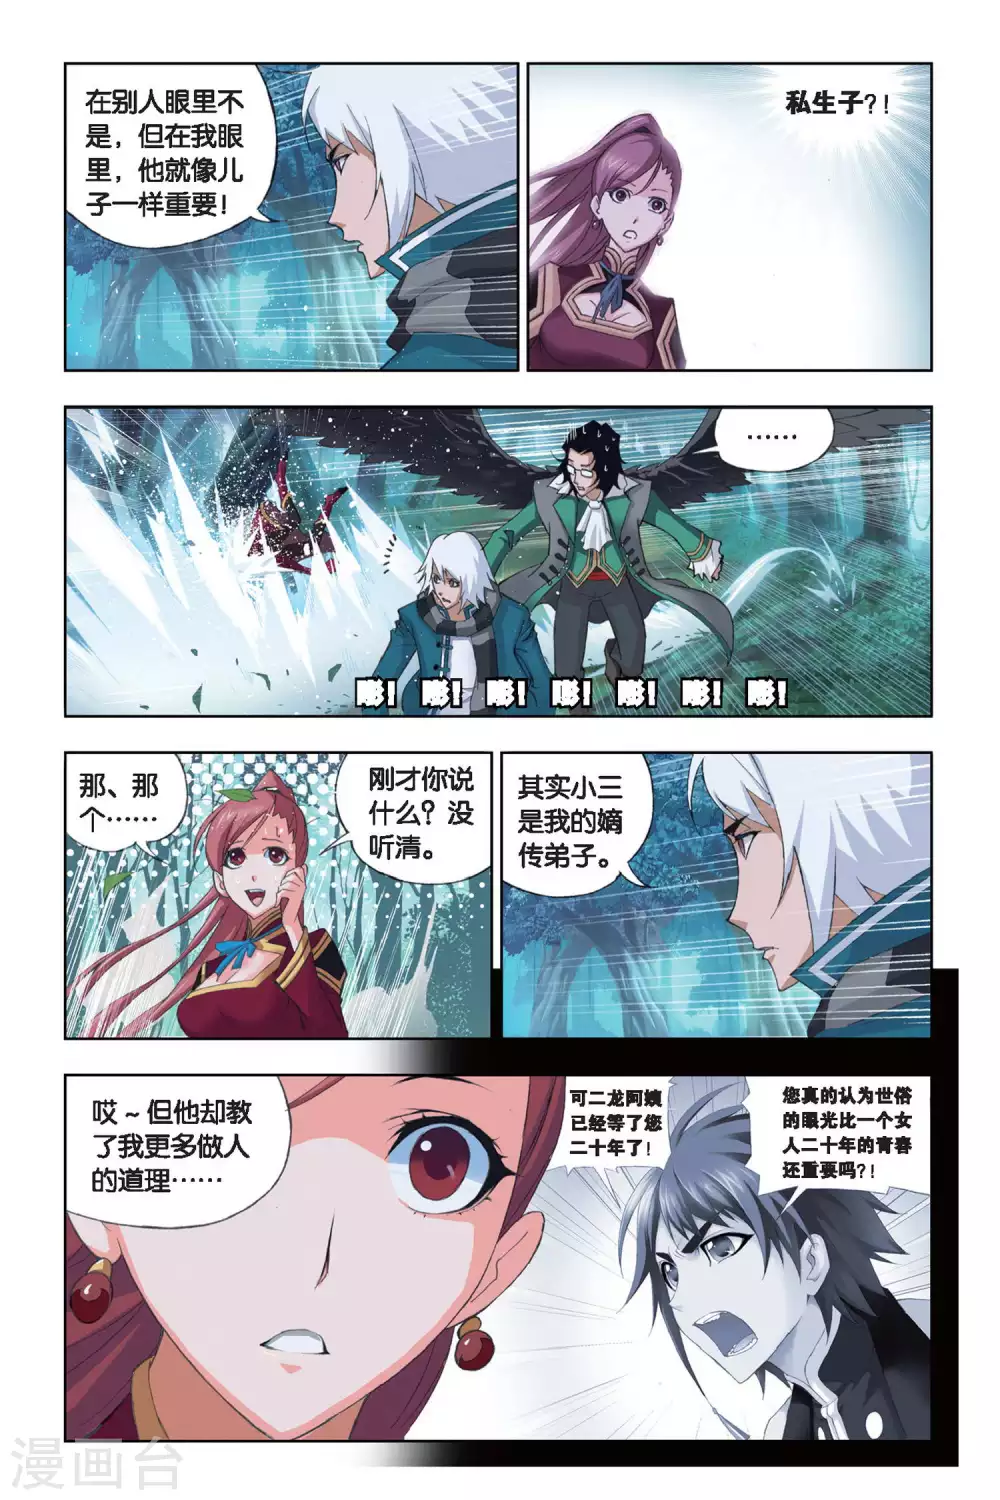 在别人眼里不
是，但在我眼
里，他就像儿
子一样重要！
私生子？！
……
嘭！嘭！嘭！嘭！嘭！嘭！嘭！
那、那
个……
刚才你说
什么？没
听清。
其实小三
是我的嫡
传弟子。
哎～但他却教
了我更多做人
的道理……
可二龙阿姨
已经等了您
二十年了！
您真的认为世俗
的眼光比一个女
人二十年的青春
还重要吗？！
漫画台